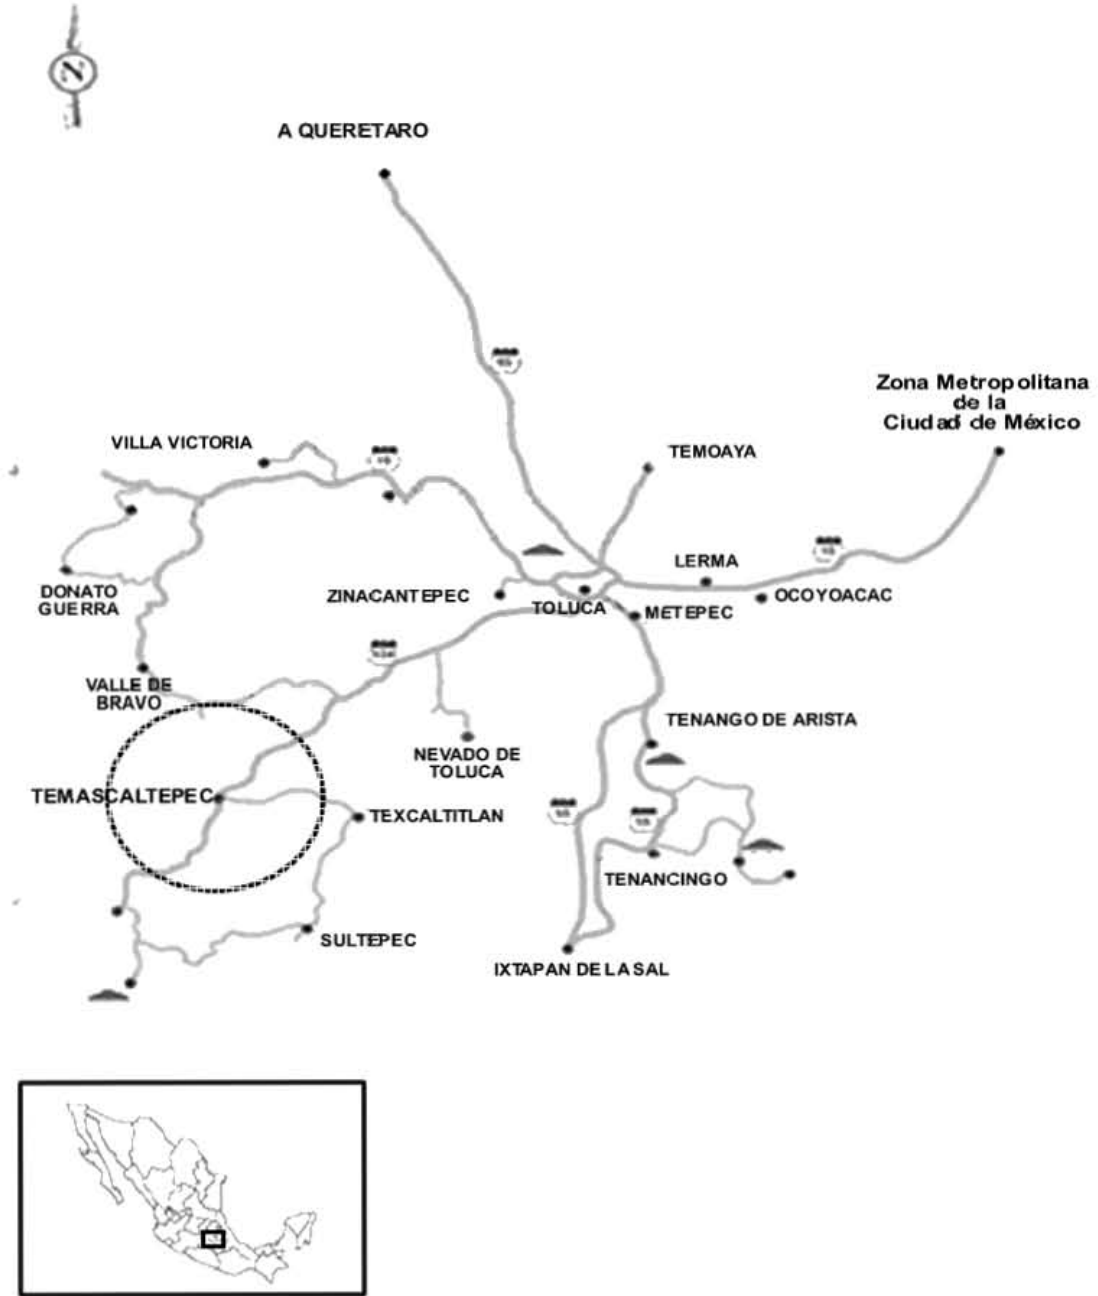 A QUERETARO
Zona Metropolitana
de la
Ciudad de México
VILLA VICTORIA
TEMOAYA
LERMA
DONATO
GUERRA
ZINACANTEPEC
TOLUCA
METEPEC
OCOYOACAC
VALLE DE
BRAVO
TENANGO DE ARISTA
NEVADO DE
TOLUCA
TEMASCALTEPEC
TEXCALTITLAN
TENANCINGO
SULTEPEC
IXTAPAN DE LA SAL